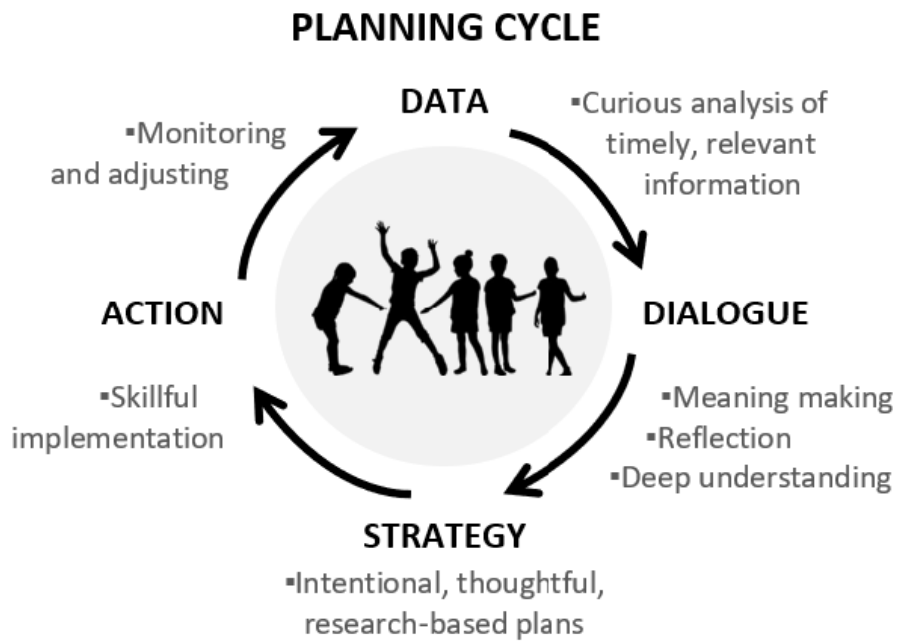 PLANNING CYCLE
DATA
▪Curious analysis of
timely, relevant
information
DIALOGUE
▪Meaning making
▪Reflection
▪Deep understanding
STRATEGY
▪Intentional, thoughtful,
research-based plans
ACTION
▪Skillful
implementation
▪Monitoring
and adjusting